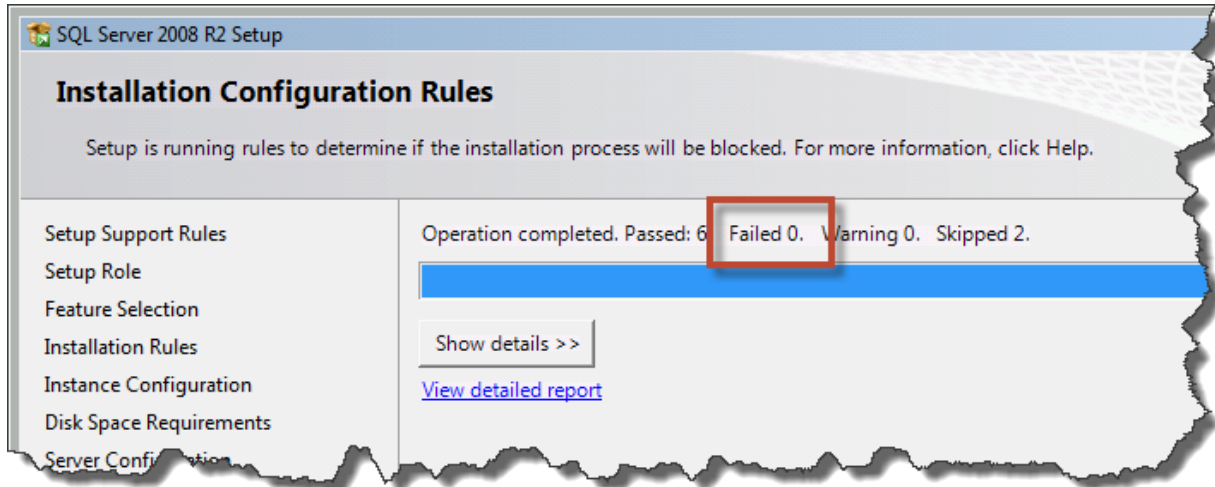 SQL Server 2008 R2 Setup
Installation Configuration Rules
Setup is running rules to determine if the installation process will be blocked. For more information, click Help.
Setup Support Rules
Setup Role
Feature Selection
Installation Rules
Instance Configuration
Disk Space Requirements
Server
Operation completed. Passed: 6 Failed 0. Warning 0. Skipped 2.
Show details >>
View detailed report